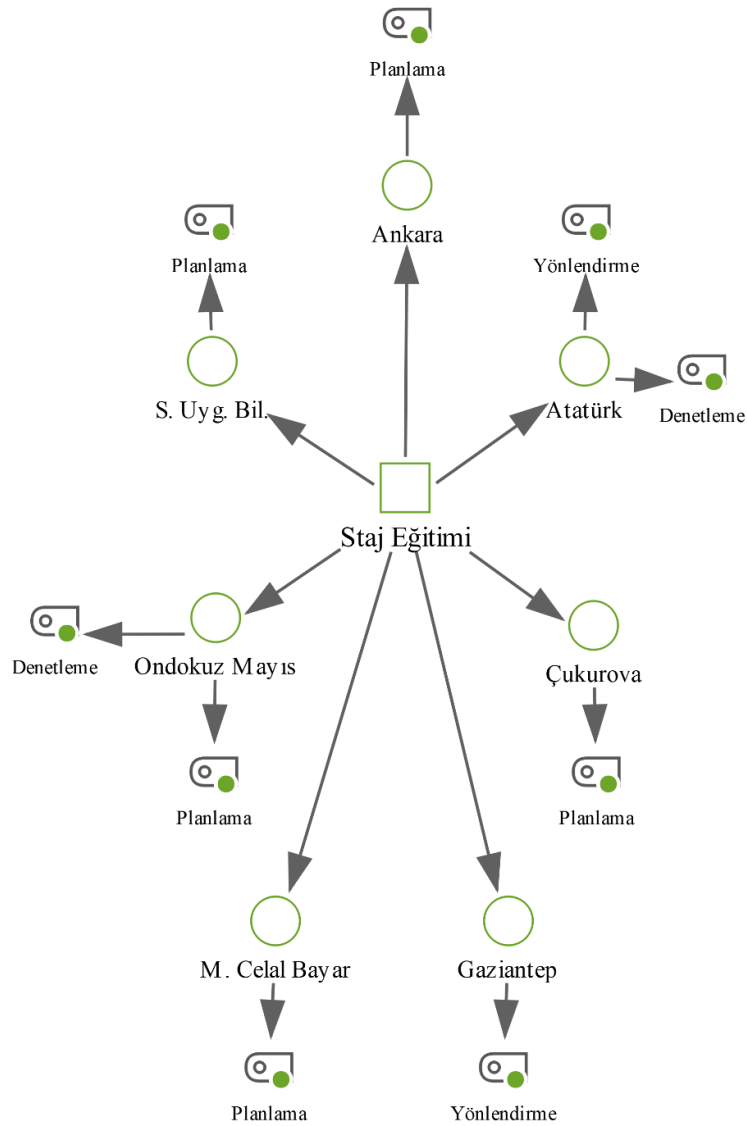 Planlama
Ankara
Planlama
Yönlendirme
S. Uyg. Bil.
Atatürk
Denetleme
Staj Eğitimi
Denetleme
Ondokuz Mayıs
Çukurova
Planlama
Planlama
M. Celal Bayar
Gaziantep
Planlama
Yönlendirme